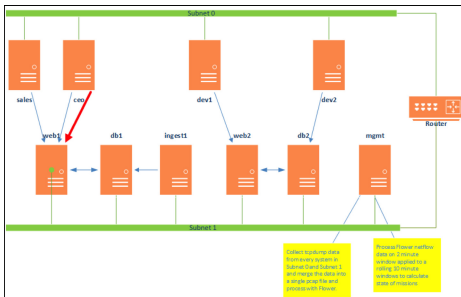 Subnet 0
sales
ceo
dev1
dev2
Router
web1
db1
ingest1
web2
db2
mgmt
Subnet 1
Collect tcpdump data
from every system in
Subnet 0 and Subnet 1
and merge the data into
a single pcap file and
process with Flower.
Process Flower netflow
data on 2 minute
window applied to a
rolling 10 minute
windows to calculate
state of missions